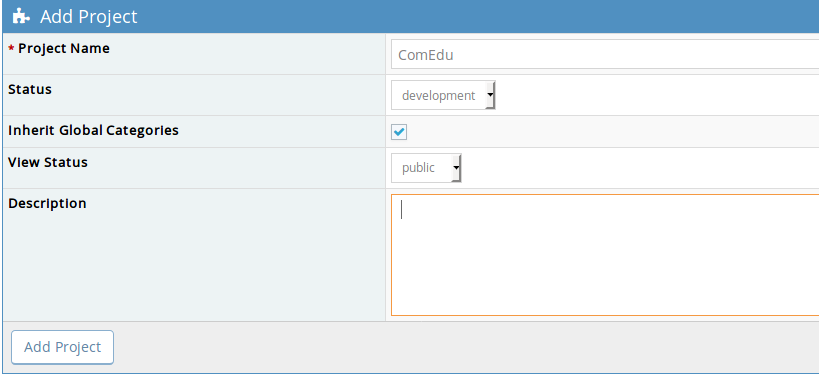 Add Project
* Project Name
ComEdu
Status
development
Inherit Global Categories
View Status
public
Description
Add Project